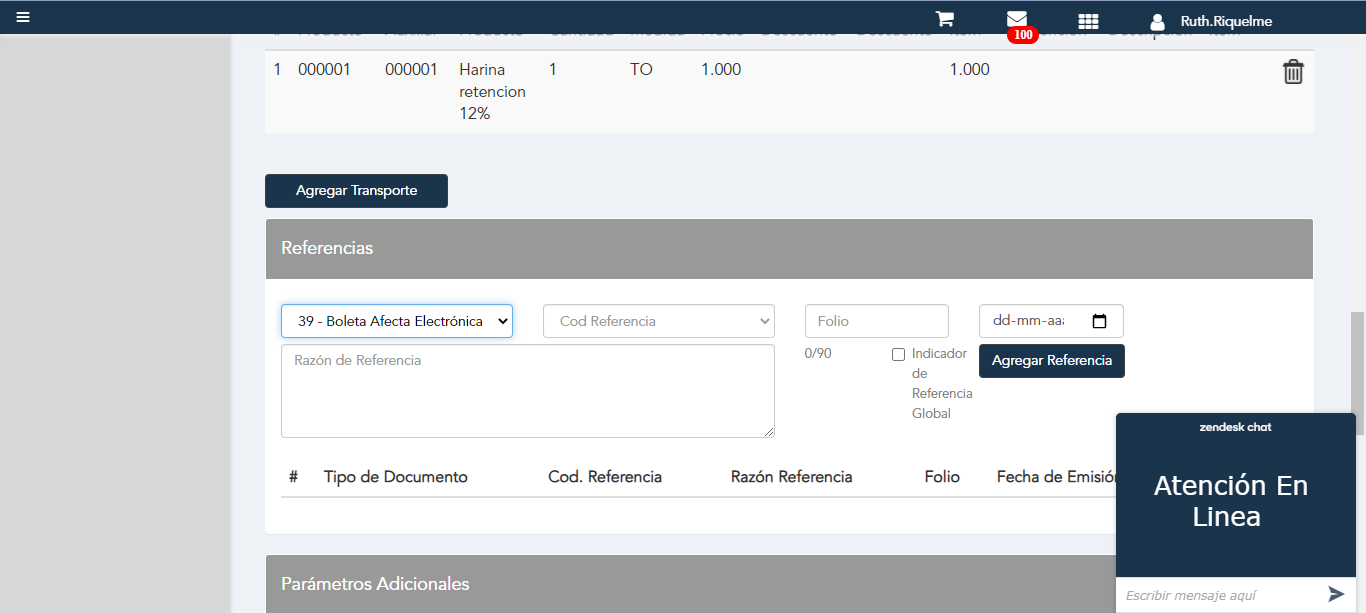 Ruth.Riquelme
100
1 000001 000001 Harina 1 TO 1.000 1.000
retencion
12%
Agregar Transporte
Referencias
39 - Boleta Afecta Electrónica Cod Referencia Folio dd-mm-aaa
Razón de Referencia 0/90 Indicador Agregar Referencia
de
Referencia
Global
zendesk chat
# Tipo de Documento Cod. Referencia Razón Referencia Folio Fecha de Emisión
Atención En
Linea
Parámetros Adicionales
Escribir mensaje aquí